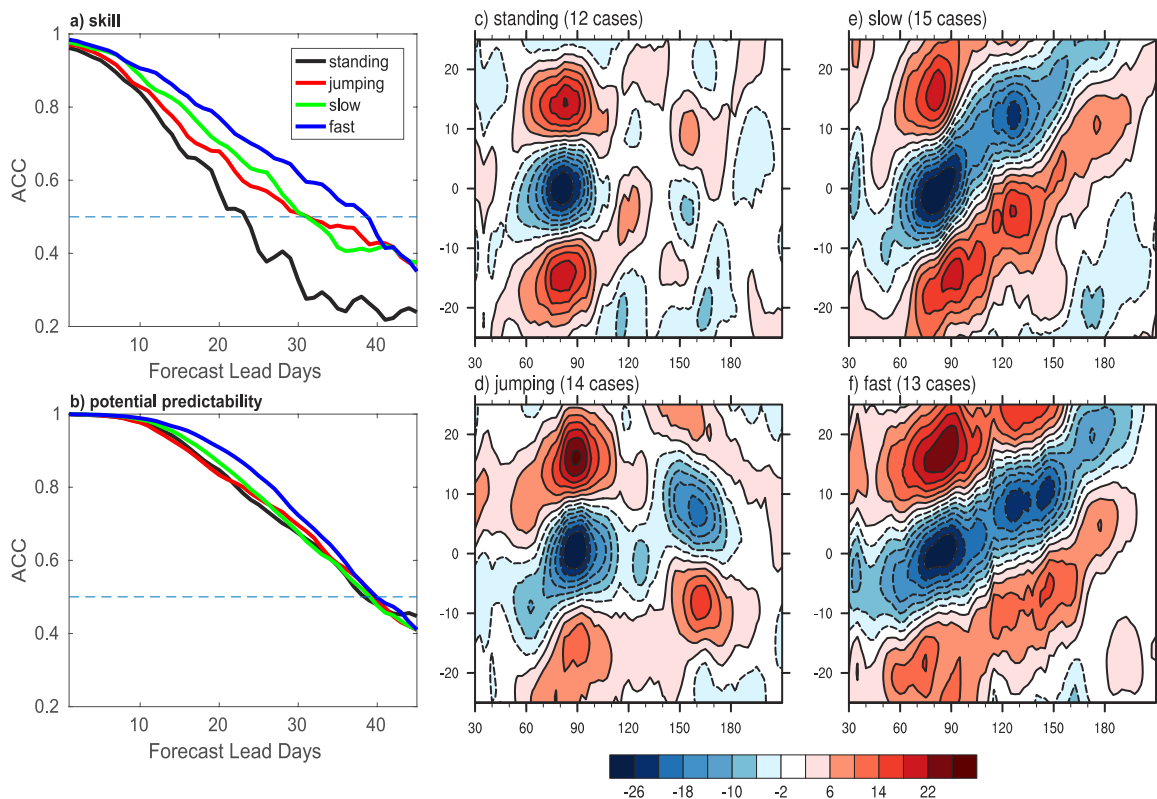 a) skill
1
0.8
0.6
0.4
0.2
ACC
standing
jumping
slow
fast
10 20 30 40
Forecast Lead Days
b) potential predictability
1
0.8
0.6
0.4
0.2
ACC
10 20 30 40
Forecast Lead Days
c) standing (12 cases)
20
10
0
-10
-20
30 60 90 120 150 180
d) jumping (14 cases)
20
10
0
-10
-20
30 60 90 120 150 180
e) slow (15 cases)
20
10
0
-10
-20
30 60 90 120 150 180
f) fast (13 cases)
20
10
0
-10
-20
30 60 90 120 150 180
-26 -18 -10 -2 6 14 22